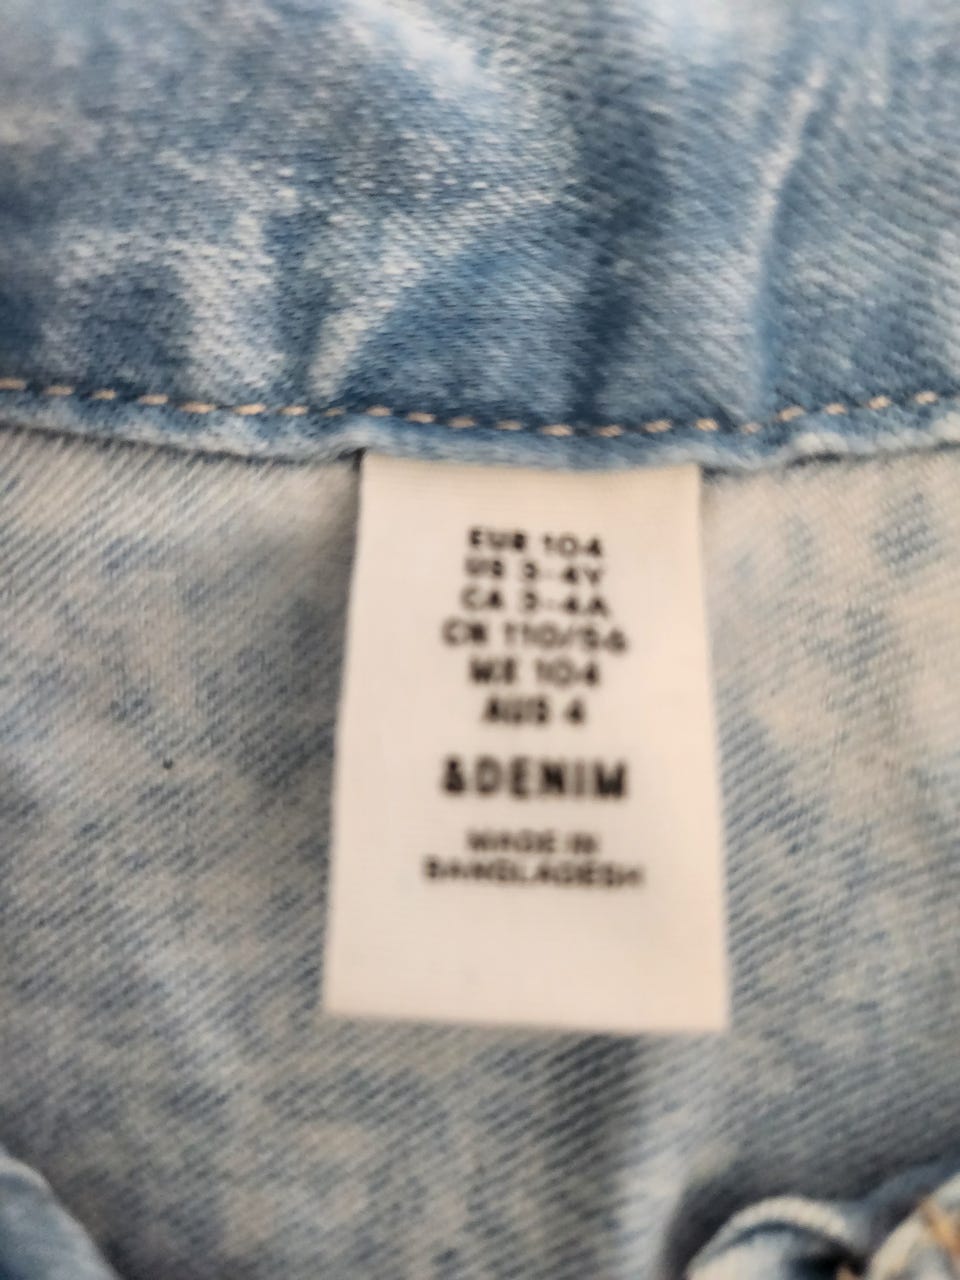 EUR 104
US 3-4Y
CA 3-4A
CN 110/56
MX 104
AUS 4
&DENIM
MADE IN
BANGLADESH